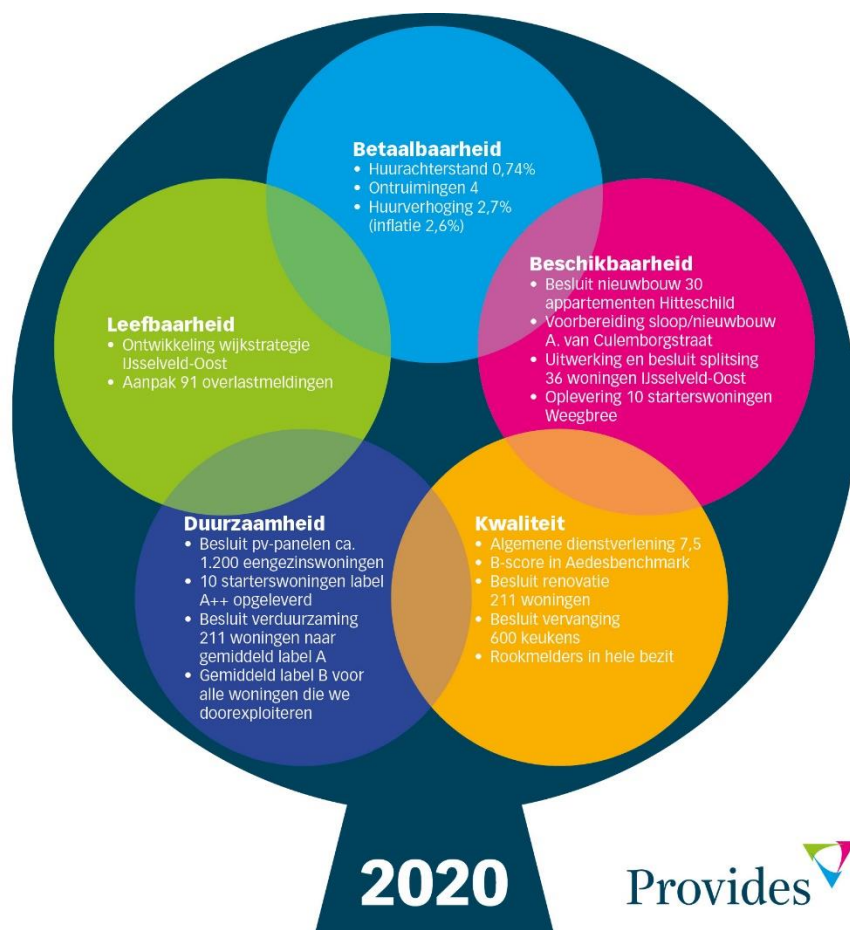 Betaalbaarheid
• Huurachterstand 0,74%
• Ontruimingen 4
• Huurverhoging 2,7%
(inflatie 2,6%)
Beschikbaarheid
• Besluit nieuwbouw 30
appartementen Hitteschild
• Voorbereiding sloop/nieuwbouw
A. van Culemborgstraat
• Uitwerking en besluit splitsing
36 woningen IJsselveld-Oost
• Oplevering 10 starterswoningen
Weegbree
Leefbaarheid
• Ontwikkeling wijkstrategie
IJsselveld-Oost
• Aanpak 91 overlastmeldingen
Duurzaamheid
• Besluit pv-panelen ca.
1.200 eengezinswoningen
• 10 starterswoningen label
A++ opgeleverd
• Besluit verduurzaming
211 woningen naar
gemiddeld label A
• Gemiddeld label B voor
alle woningen die we
doorexploiteren
Kwaliteit
• Algemene dienstverlening 7,5
• B-score in Aedesbenchmark
• Besluit renovatie
211 woningen
• Besluit vervanging
600 keukens
• Rookmelders in hele bezit
2020
Provides